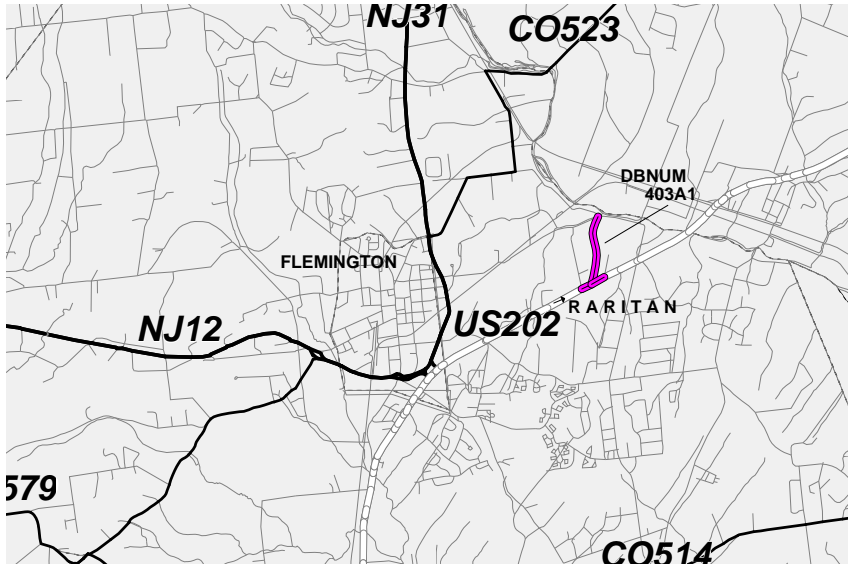 NJ31
CO523
DBNUM
403A1
FLEMINGTON
RARITAN
NJ12
US202
579
CO514